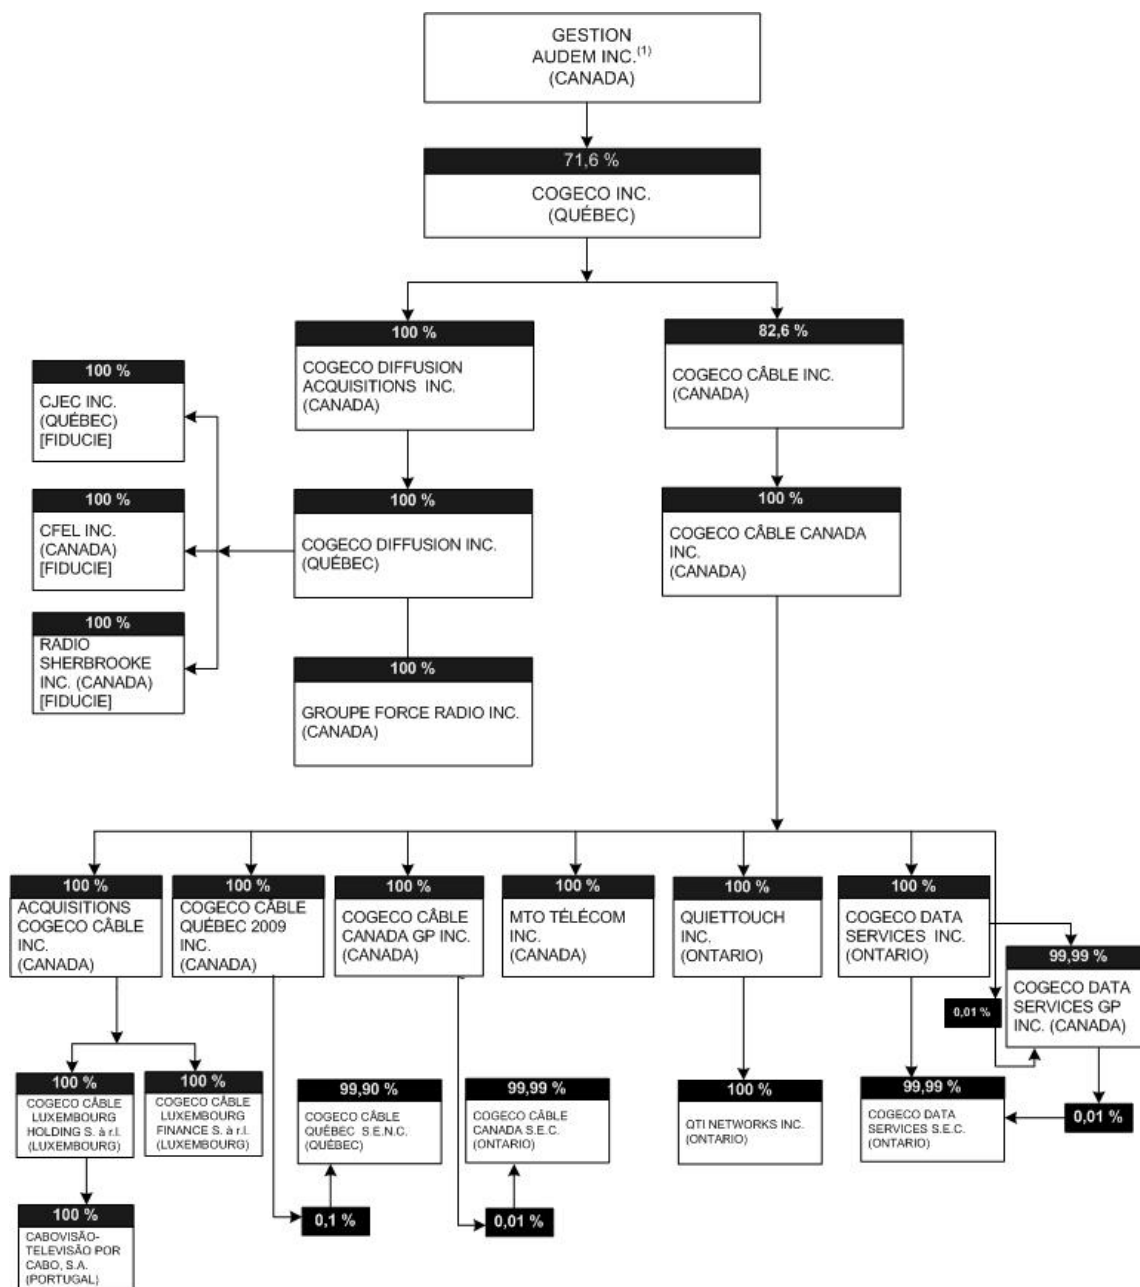 GESTION
AUDEM INC.(1)
(CANADA)
71,6 %
COGECO INC.
(QUÉBEC)
100 %
COGECO DIFFUSION
ACQUISITIONS INC.
(CANADA)
82,6 %
COGECO CÂBLE INC.
(CANADA)
100 %
CJEC INC.
(QUÉBEC)
[FIDUCIE]
100 %
CFEL INC.
(CANADA)
[FIDUCIE]
100 %
RADIO
SHERBROOKE
INC. (CANADA)
[FIDUCIE]
100 %
COGECO DIFFUSION INC.
(QUÉBEC)
100 %
COGECO CÂBLE CANADA
INC.
(CANADA)
100 %
GROUPE FORCE RADIO INC.
(CANADA)
100 %
ACQUISITIONS
COGECO CÂBLE
INC.
(CANADA)
100 %
COGECO CÂBLE
QUÉBEC 2009
INC.
(CANADA)
100 %
COGECO CÂBLE
CANADA GP INC.
(CANADA)
100 %
MTO TÉLÉCOM
INC.
(CANADA)
100 %
QUIETTOUCH
INC.
(ONTARIO)
100 %
COGECO DATA
SERVICES INC.
(ONTARIO)
99,99 %
COGECO DATA
SERVICES GP
INC. (CANADA)
0,01 %
100 %
COGECO CÂBLE
LUXEMBOURG
HOLDING S. à r.l.
(LUXEMBOURG)
100 %
COGECO CÂBLE
LUXEMBOURG
FINANCE S. à r.l.
(LUXEMBOURG)
99,90 %
COGECO CÂBLE
QUÉBEC S.E.N.C.
(QUÉBEC)
99,99 %
COGECO CÂBLE
CANADA S.E.C.
(ONTARIO)
100 %
QTI NETWORKS INC.
(ONTARIO)
99,99 %
COGECO DATA
SERVICES S.E.C.
(ONTARIO)
0,01 %
100 %
CABOVISÃO-
TELEVISÃO POR
CABO, S.A.
(PORTUGAL)
0,1 %
0,01 %